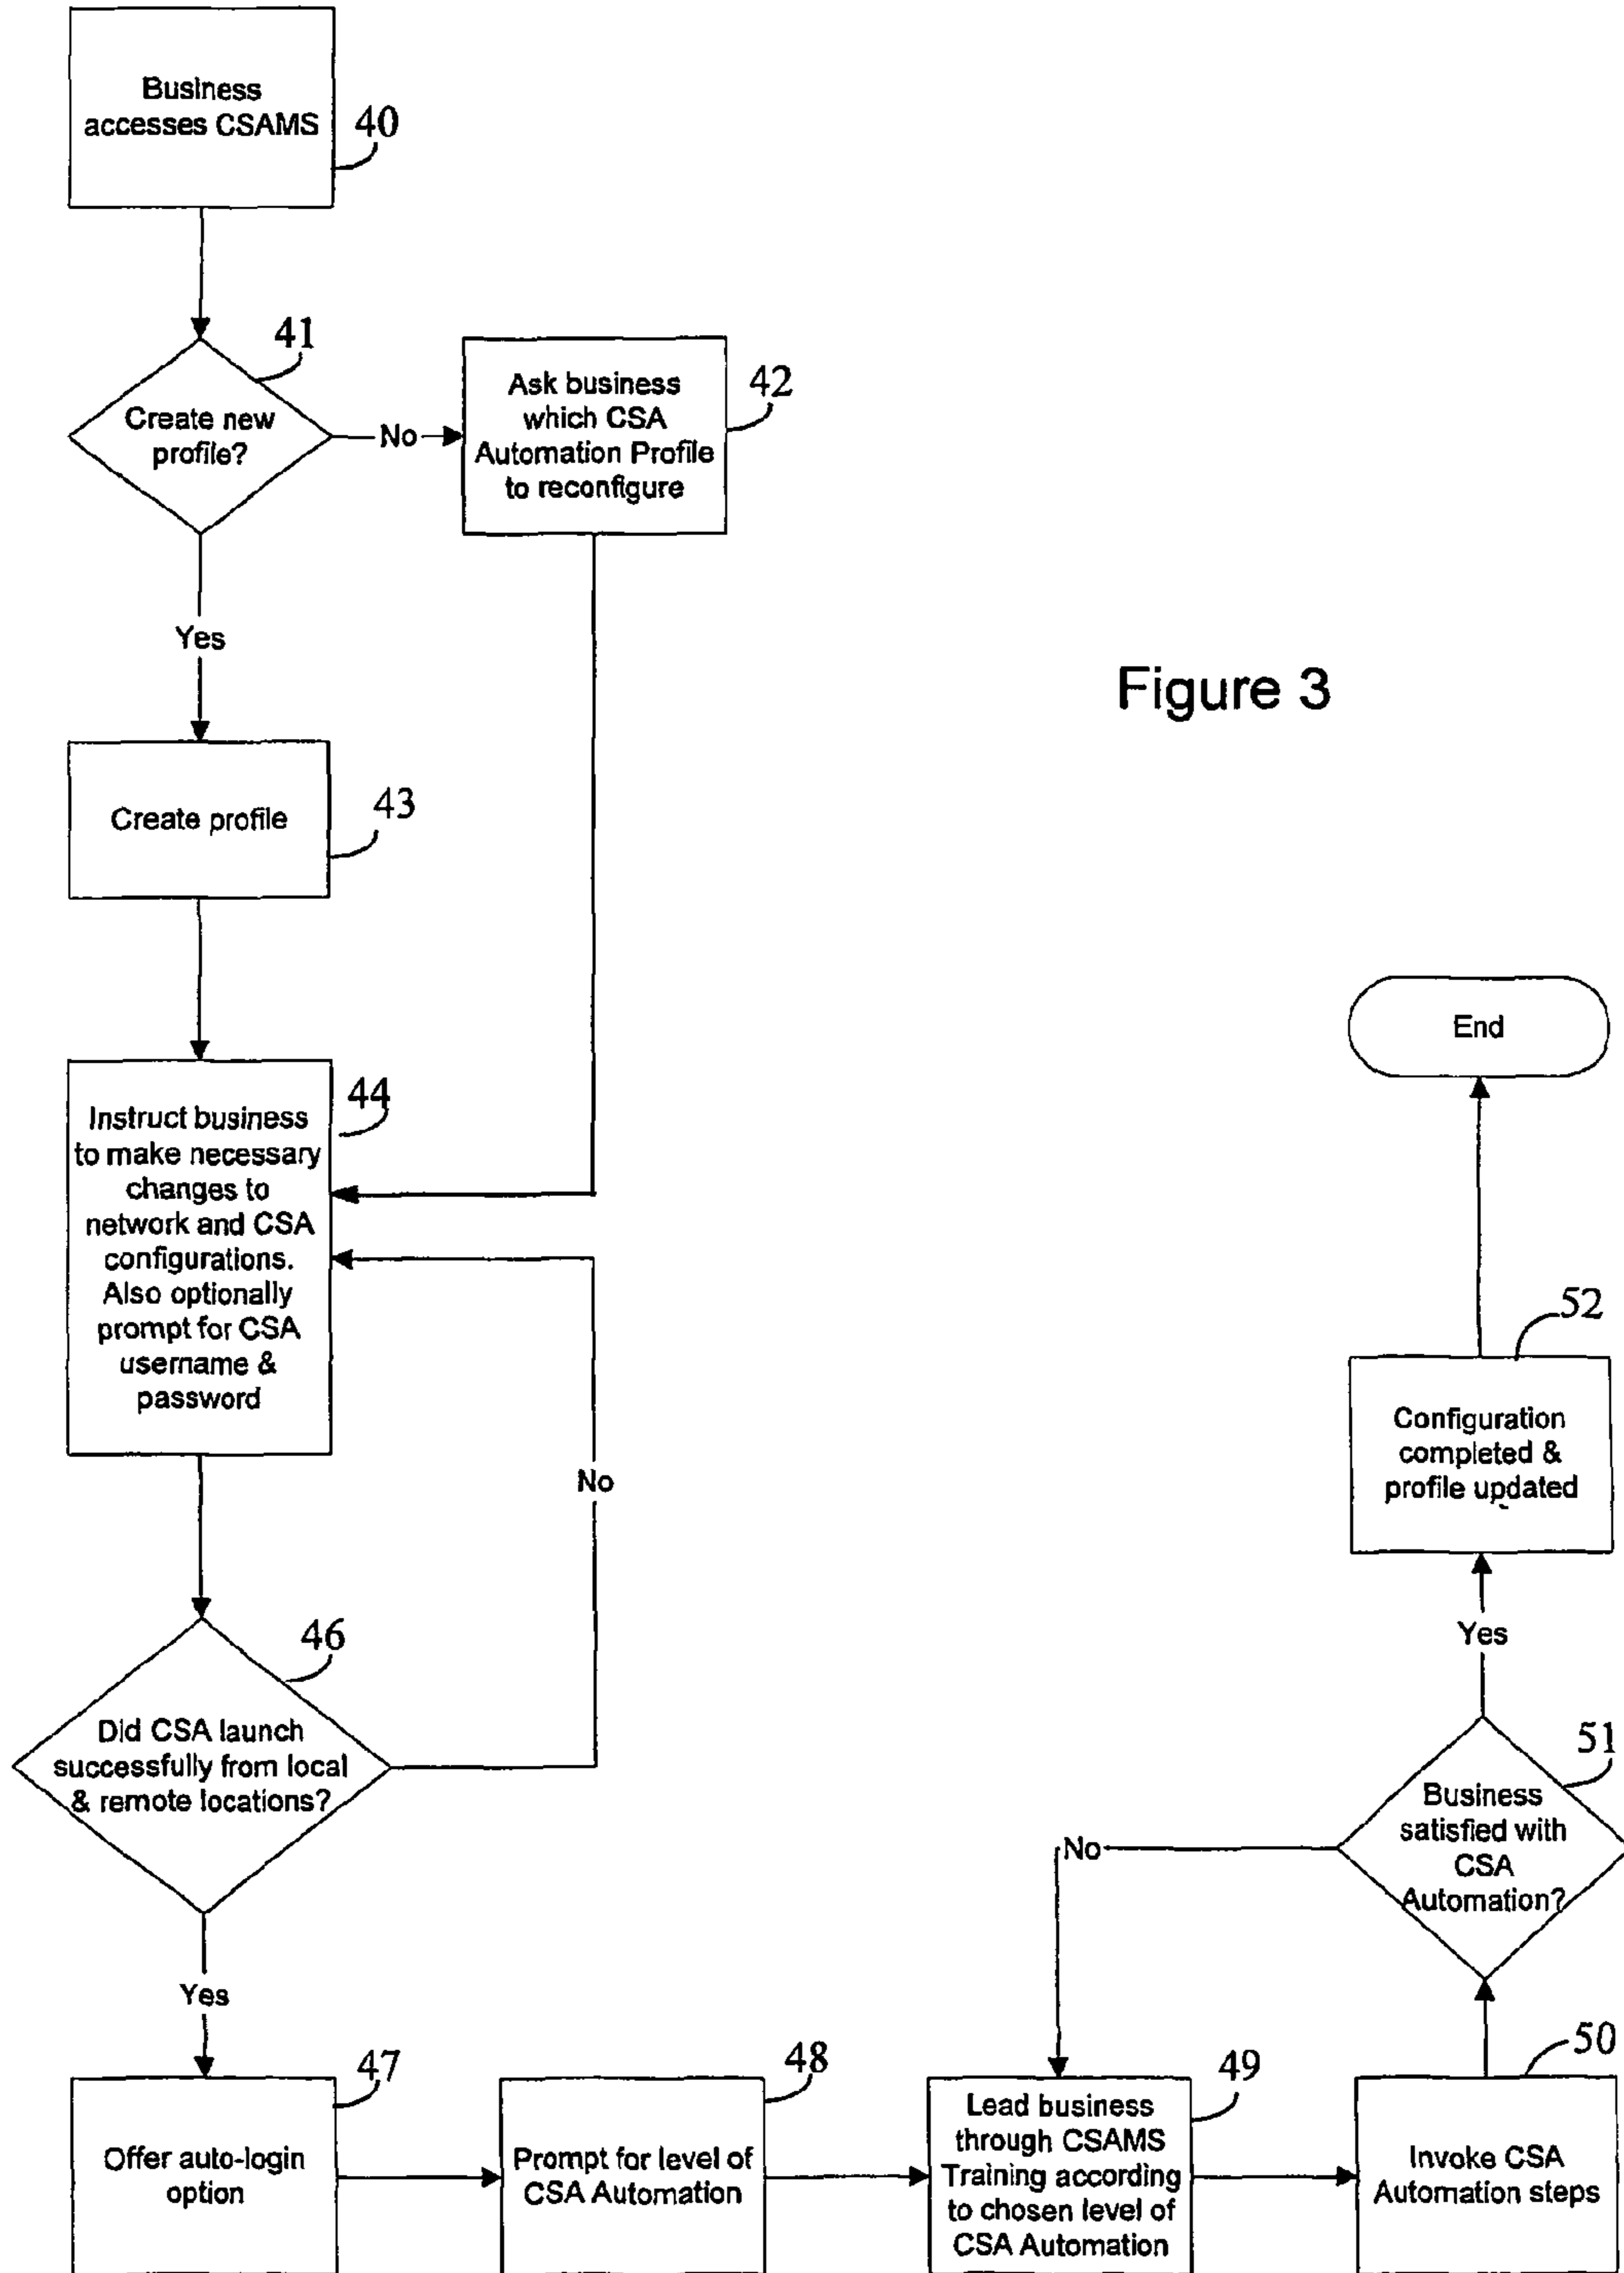 Business
accesses CSAMS
40
41
Create new
profile?
No
Ask business
which CSA
Automation Profile
to reconfigure
42
Yes
Figure 3
Create profile
43
End
44
Instruct business
to make necessary
changes to
network and CSA
configurations.
Also optionally
prompt for CSA
username &
password
No
52
Configuration
completed &
profile updated
46
Did CSA launch
successfully from local
& remote locations?
Yes
51
Business
satisfied with
CSA
Automation?
No
Yes
47
Offer auto-login
option
48
Prompt for level of
CSA Automation
49
Lead business
through CSAMS
Training according
to chosen level of
CSA Automation
50
Invoke CSA
Automation steps